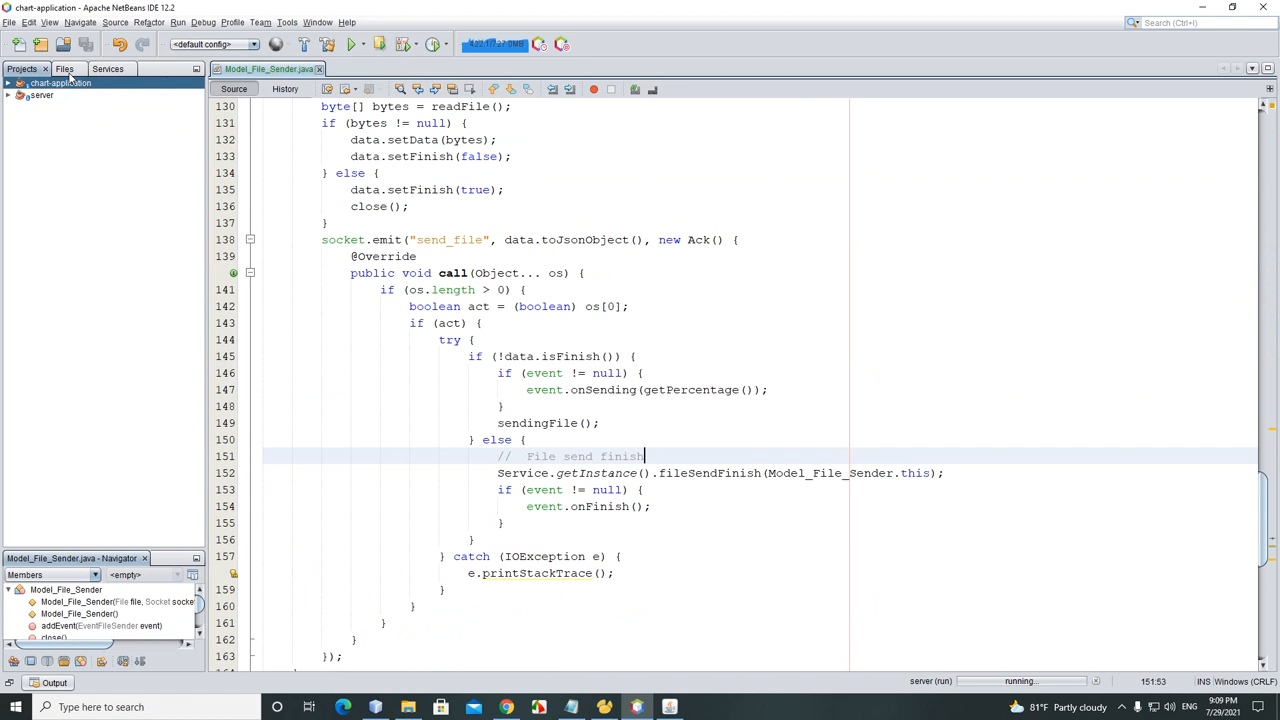 chart-application - Apache NetBeans IDE 12.2
File Edit View Navigate Source Refactor Run Debug Profile Team Tools Window Help
Search (Ctrl+I)
<default config>
Projects Files Services
Model_File_Sender.java
chart-application
server
Source History
130 byte[] bytes = readFile();
131 if (bytes != null) {
132 data.setData(bytes);
133 data.setFinish(false);
134 } else {
135 data.setFinish(true);
136 close();
137 }
138 socket.emit("send_file", data.toJsonObject(), new Ack() {
139 @Override
public void call(Object... os) {
141 if (os.length > 0) {
142 boolean act = (boolean) os[0];
143 if (act) {
144 try {
145 if (!data.isFinish()) {
146 if (event != null) {
147 event.onSending(getPercentage());
148 }
149 sendingFile();
150 } else {
151 // File send finish
152 Service.getInstance().fileSendFinish(Model_File_Sender.this);
153 if (event != null) {
154 event.onFinish();
155 }
156 }
157 } catch (IOException e) {
e.printStackTrace();
159 }
160 }
161 }
162 }
163 });
Model_File_Sender.java - Navigator
Members <empty>
Model_File_Sender
Model_File_Sender(File file, Socket socke
Model_File_Sender()
addEvent(EventFileSender event)
close()
Output
server (run) running... 151:53 INS Windows (CRLF)
Type here to search
81°F Partly cloudy
9:09 PM
7/29/2021